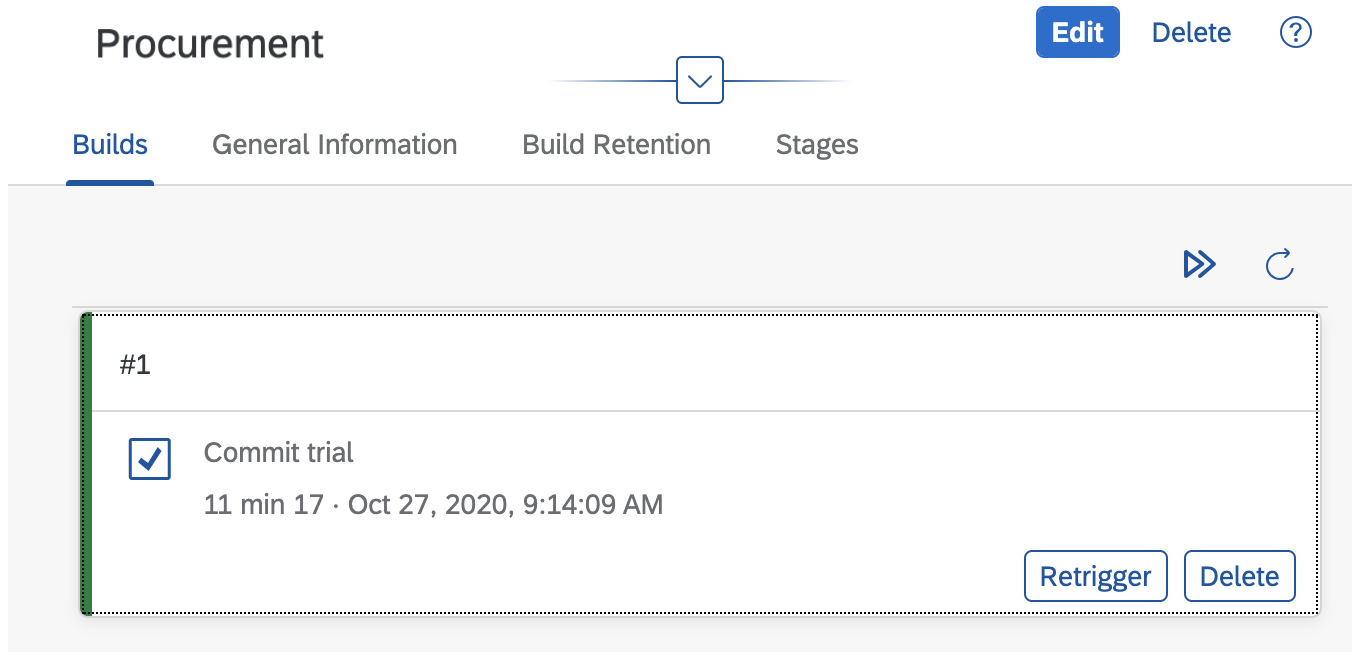 Procurement
Edit Delete ?
Builds General Information Build Retention Stages
#1
Commit trial
11 min 17 · Oct 27, 2020, 9:14:09 AM
Retrigger Delete